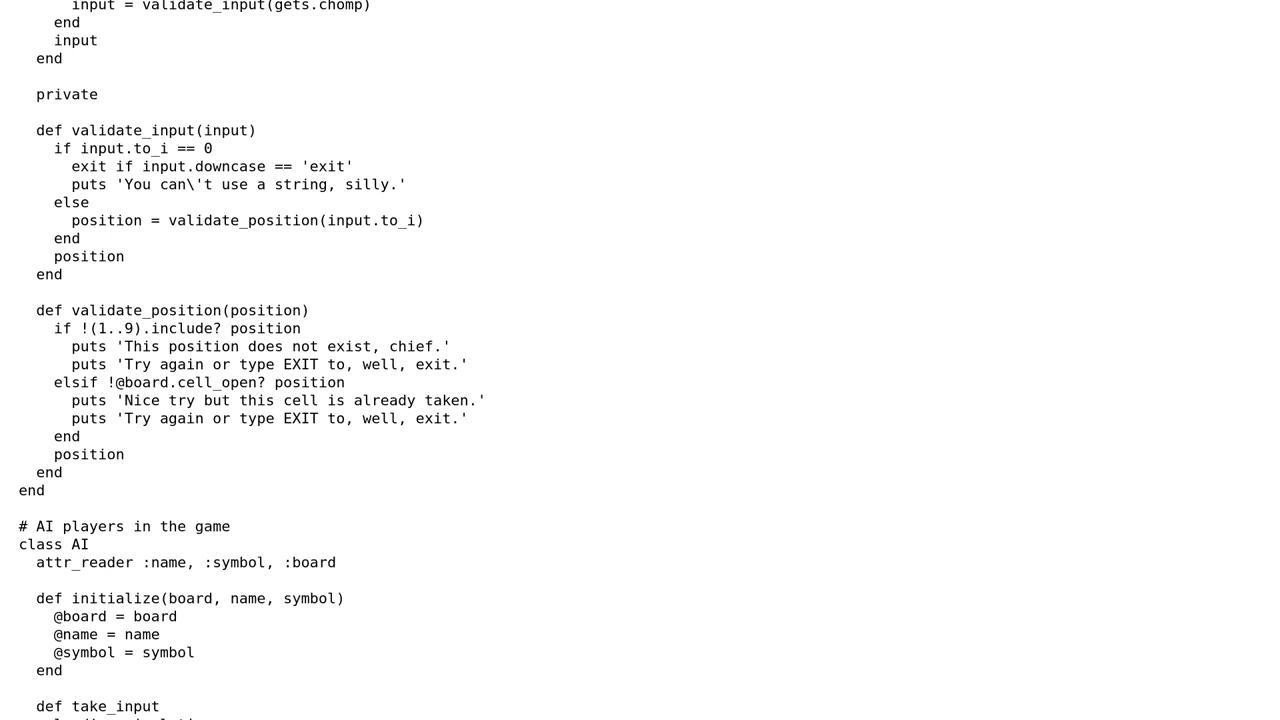 input = validate_input(gets.chomp)
    end
    input
  end

  private

  def validate_input(input)
    if input.to_i == 0
      exit if input.downcase == 'exit'
      puts 'You can\'t use a string, silly.'
    else
      position = validate_position(input.to_i)
    end
    position
  end

  def validate_position(position)
    if !(1..9).include? position
      puts 'This position does not exist, chief.'
      puts 'Try again or type EXIT to, well, exit.'
    elsif !@board.cell_open? position
      puts 'Nice try but this cell is already taken.'
      puts 'Try again or type EXIT to, well, exit.'
    end
    position
  end
end

# AI players in the game
class AI
  attr_reader :name, :symbol, :board

  def initialize(board, name, symbol)
    @board = board
    @name = name
    @symbol = symbol
  end

  def take_input